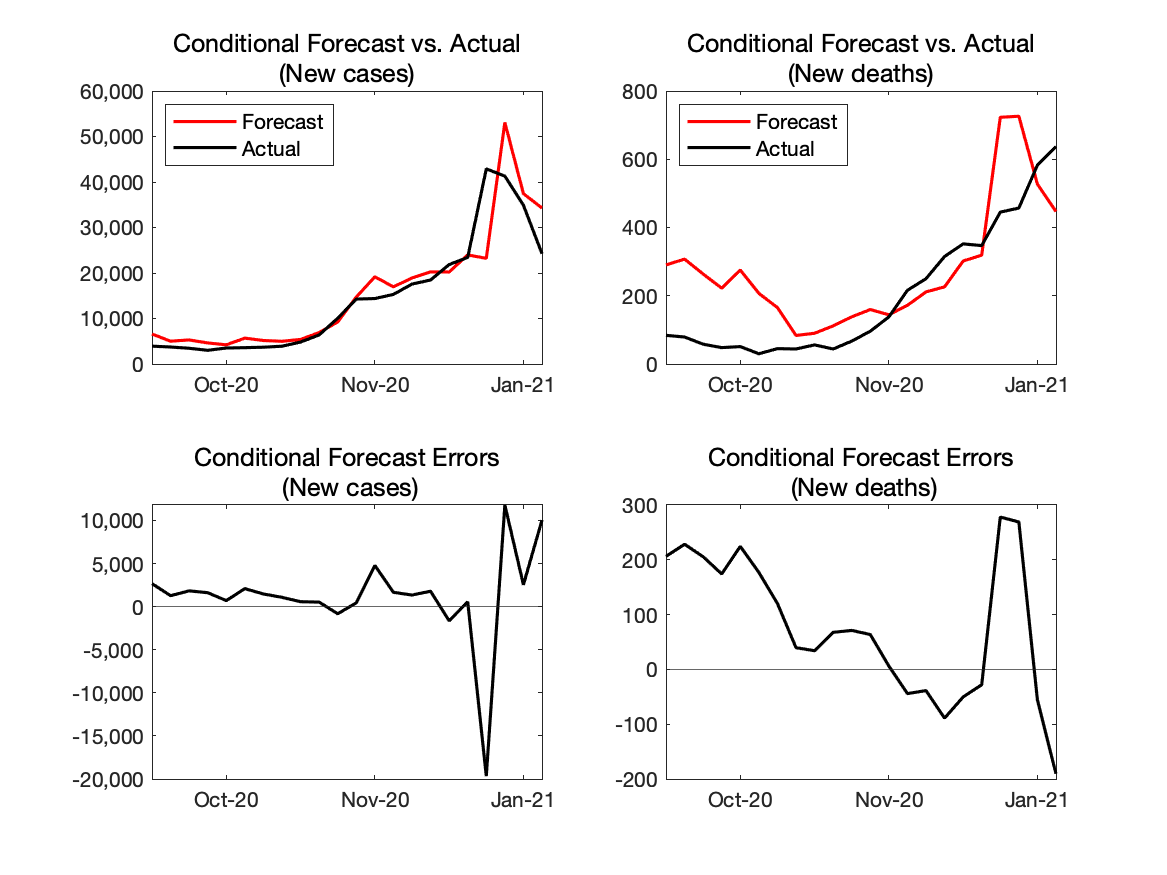 Conditional Forecast vs. Actual
(New cases)
60,000
50,000
40,000
30,000
20,000
10,000
0
Forecast
Actual
Oct-20
Nov-20
Jan-21
Conditional Forecast vs. Actual
(New deaths)
800
600
400
200
0
Forecast
Actual
Oct-20
Nov-20
Jan-21
Conditional Forecast Errors
(New cases)
10,000
5,000
0
-5,000
-10,000
-15,000
-20,000
Oct-20
Nov-20
Jan-21
Conditional Forecast Errors
(New deaths)
300
200
100
0
-100
-200
Oct-20
Nov-20
Jan-21